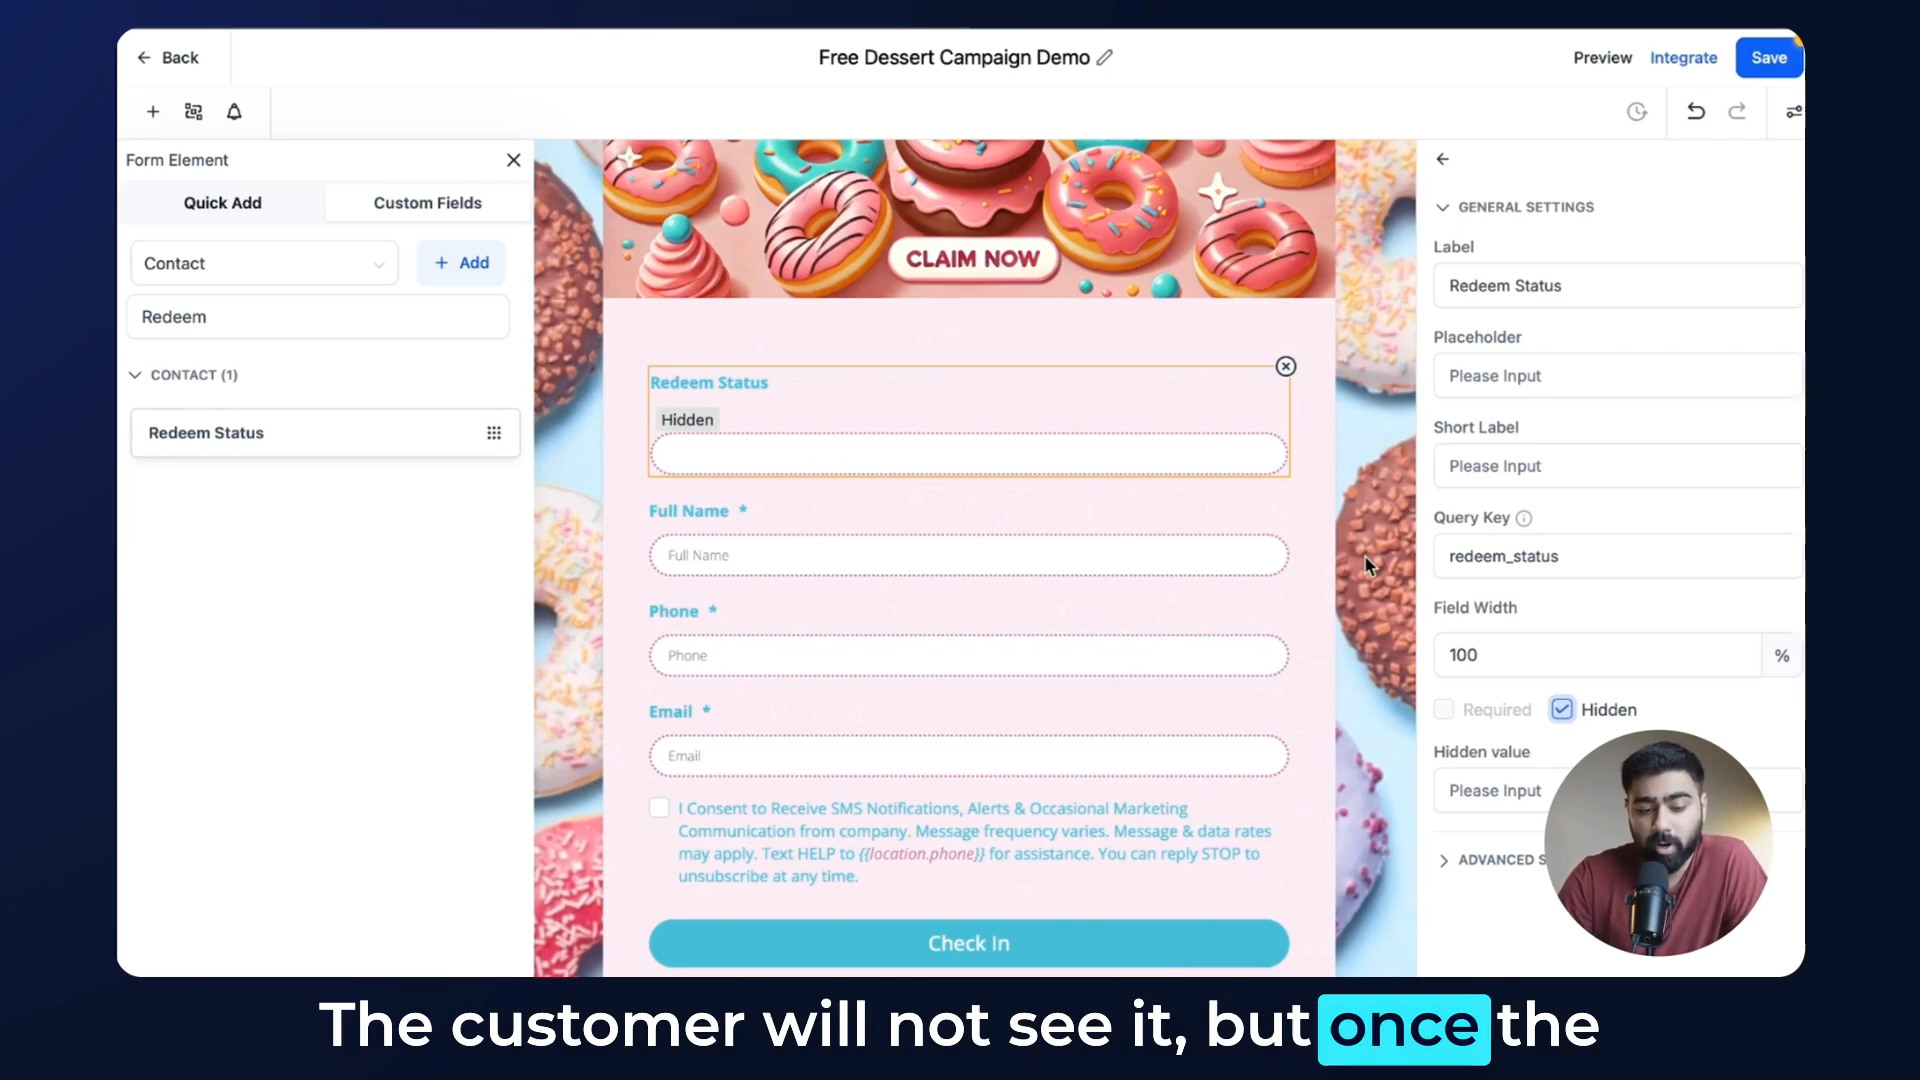 Back
Free Dessert Campaign Demo
Preview
Integrate
Save
Form Element
Quick Add
Custom Fields
Contact
+ Add
Redeem
CONTACT (1)
Redeem Status
CLAIM NOW
Redeem Status
Hidden
Full Name *
Full Name
Phone *
Phone
Email *
Email
I Consent to Receive SMS Notifications, Alerts & Occasional Marketing
Communication from company. Message frequency varies. Message & data rates
may apply. Text HELP to {{location.phone}} for assistance. You can reply STOP to
unsubscribe at any time.
Check In
GENERAL SETTINGS
Label
Redeem Status
Placeholder
Please Input
Short Label
Please Input
Query Key
redeem_status
Field Width
100
%
Required
Hidden
Hidden value
Please Input
ADVANCED S
The customer will not see it, but once the